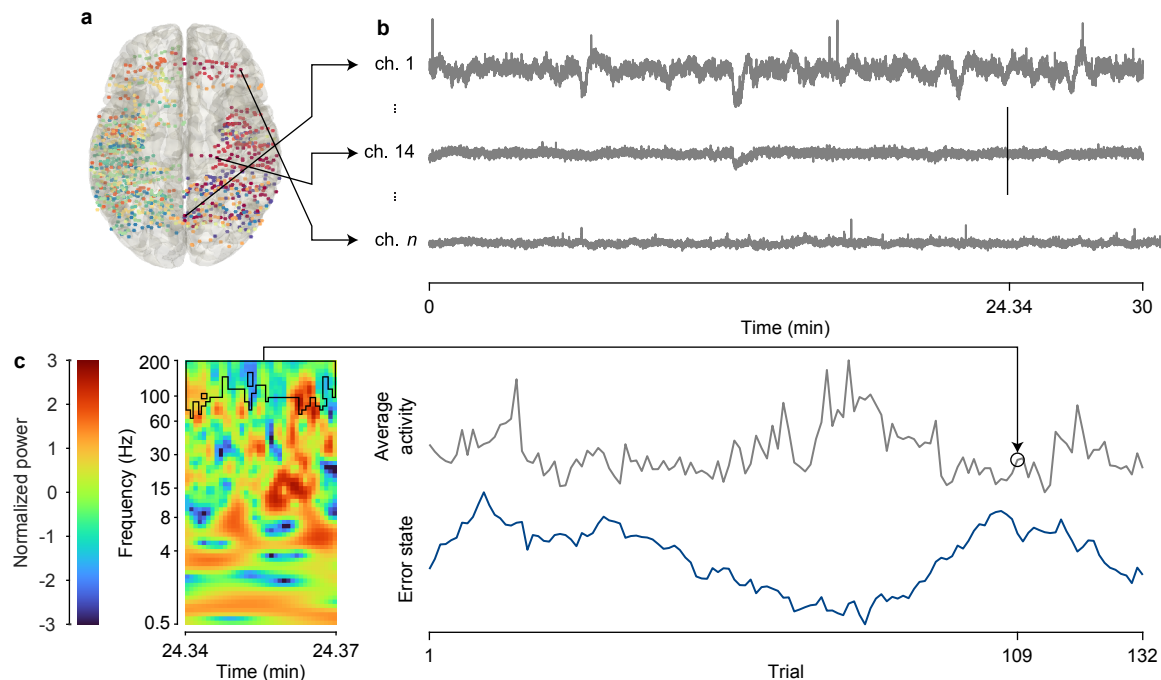 a
b
ch. 1
...
ch. 14
...
ch. n
0
24.34
30
Time (min)
c
Normalized power
3
2
1
0
-1
-2
-3
Frequency (Hz)
200
100
60
30
15
8
4
0.5
24.34
24.37
Time (min)
Average
activity
Error state
1
109
132
Trial